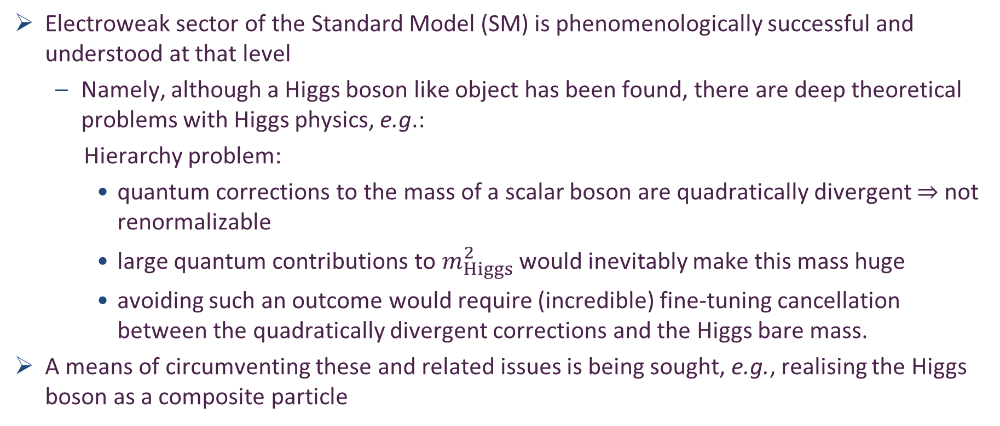 ➢ Electroweak sector of the Standard Model (SM) is phenomenologically successful and
understood at that level
– Namely, although a Higgs boson like object has been found, there are deep theoretical
problems with Higgs physics, e.g.:
Hierarchy problem:
• quantum corrections to the mass of a scalar boson are quadratically divergent ⇒ not
renormalizable
• large quantum contributions to m²_Higgs would inevitably make this mass huge
• avoiding such an outcome would require (incredible) fine-tuning cancellation
between the quadratically divergent corrections and the Higgs bare mass.
➢ A means of circumventing these and related issues is being sought, e.g., realising the Higgs
boson as a composite particle